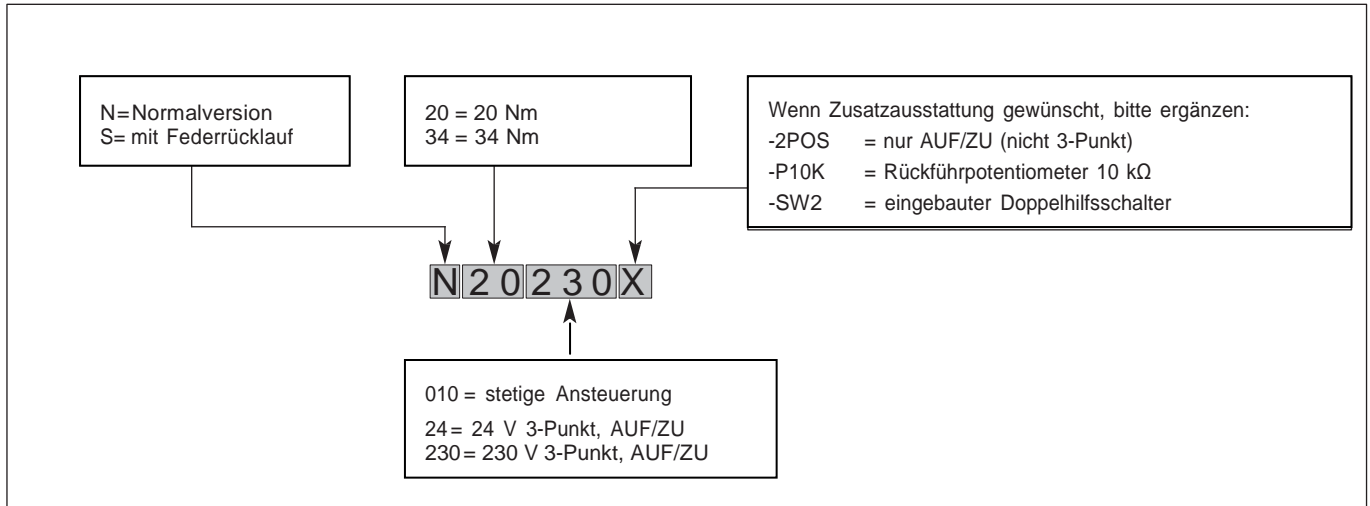 N=Normalversion
S= mit Federrücklauf
20 = 20 Nm
34 = 34 Nm
Wenn Zusatzausstattung gewünscht, bitte ergänzen:
-2POS = nur AUF/ZU (nicht 3-Punkt)
-P10K = Rückführpotentiometer 10 kΩ
-SW2 = eingebauter Doppelhilfsschalter
N20230X
010 = stetige Ansteuerung
24= 24 V 3-Punkt, AUF/ZU
230= 230 V 3-Punkt, AUF/ZU